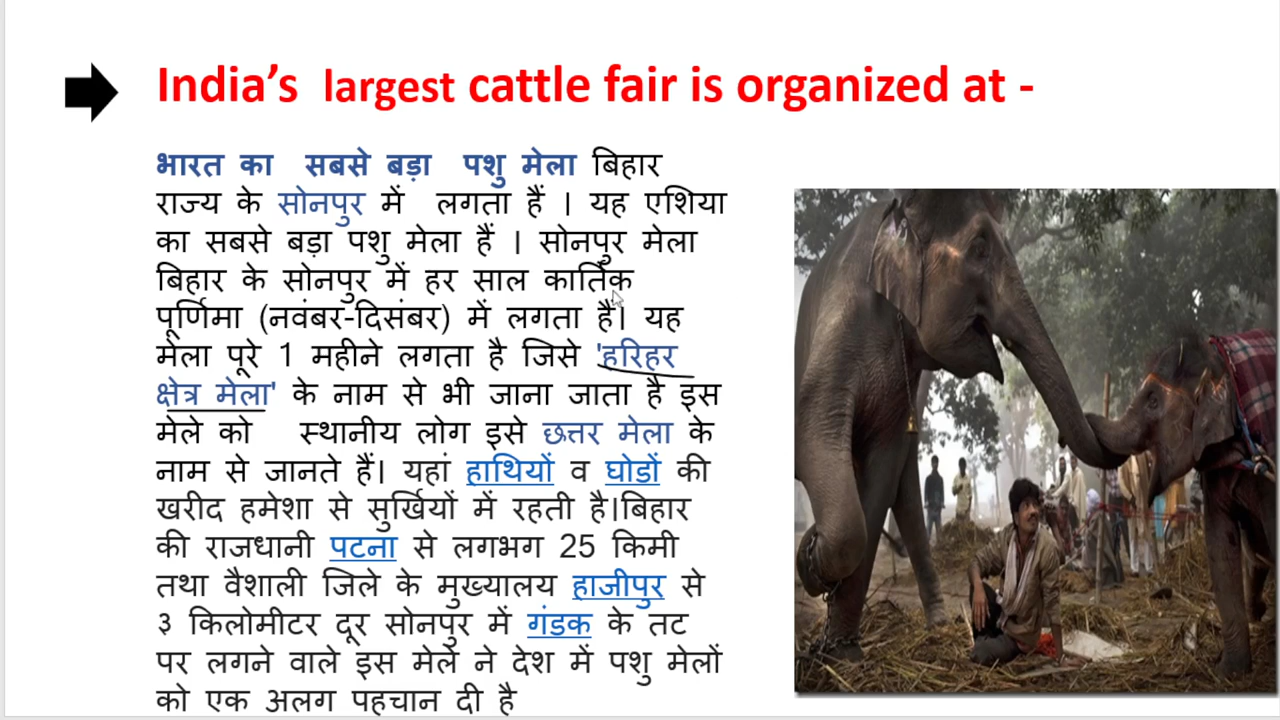 India's largest cattle fair is organized at -
भारत का सबसे बड़ा पशु मेला बिहार
राज्य के सोनपुर में लगता हैं । यह एशिया
का सबसे बड़ा पशु मेला हैं । सोनपुर मेला
बिहार के सोनपुर में हर साल कार्तिक
पूर्णिमा (नवंबर-दिसंबर) में लगता हैं। यह
मेला पूरे 1 महीने लगता है जिसे 'हरिहर
क्षेत्र मेला' के नाम से भी जाना जाता है इस
मेले को स्थानीय लोग इसे छत्तर मेला के
नाम से जानते हैं। यहां हाथियों व घोडों की
खरीद हमेशा से सुर्खियों में रहती है।बिहार
की राजधानी पटना से लगभग 25 किमी
तथा वैशाली जिले के मुख्यालय हाजीपुर से
३ किलोमीटर दूर सोनपुर में गंडक के तट
पर लगने वाले इस मेले ने देश में पशु मेलों
को एक अलग पहचान दी है